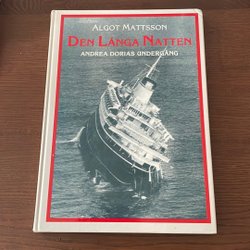 ALGOT MATTSSON
DEN LÅNGA NATTEN
ANDREA DORIAS UNDERGÅNG